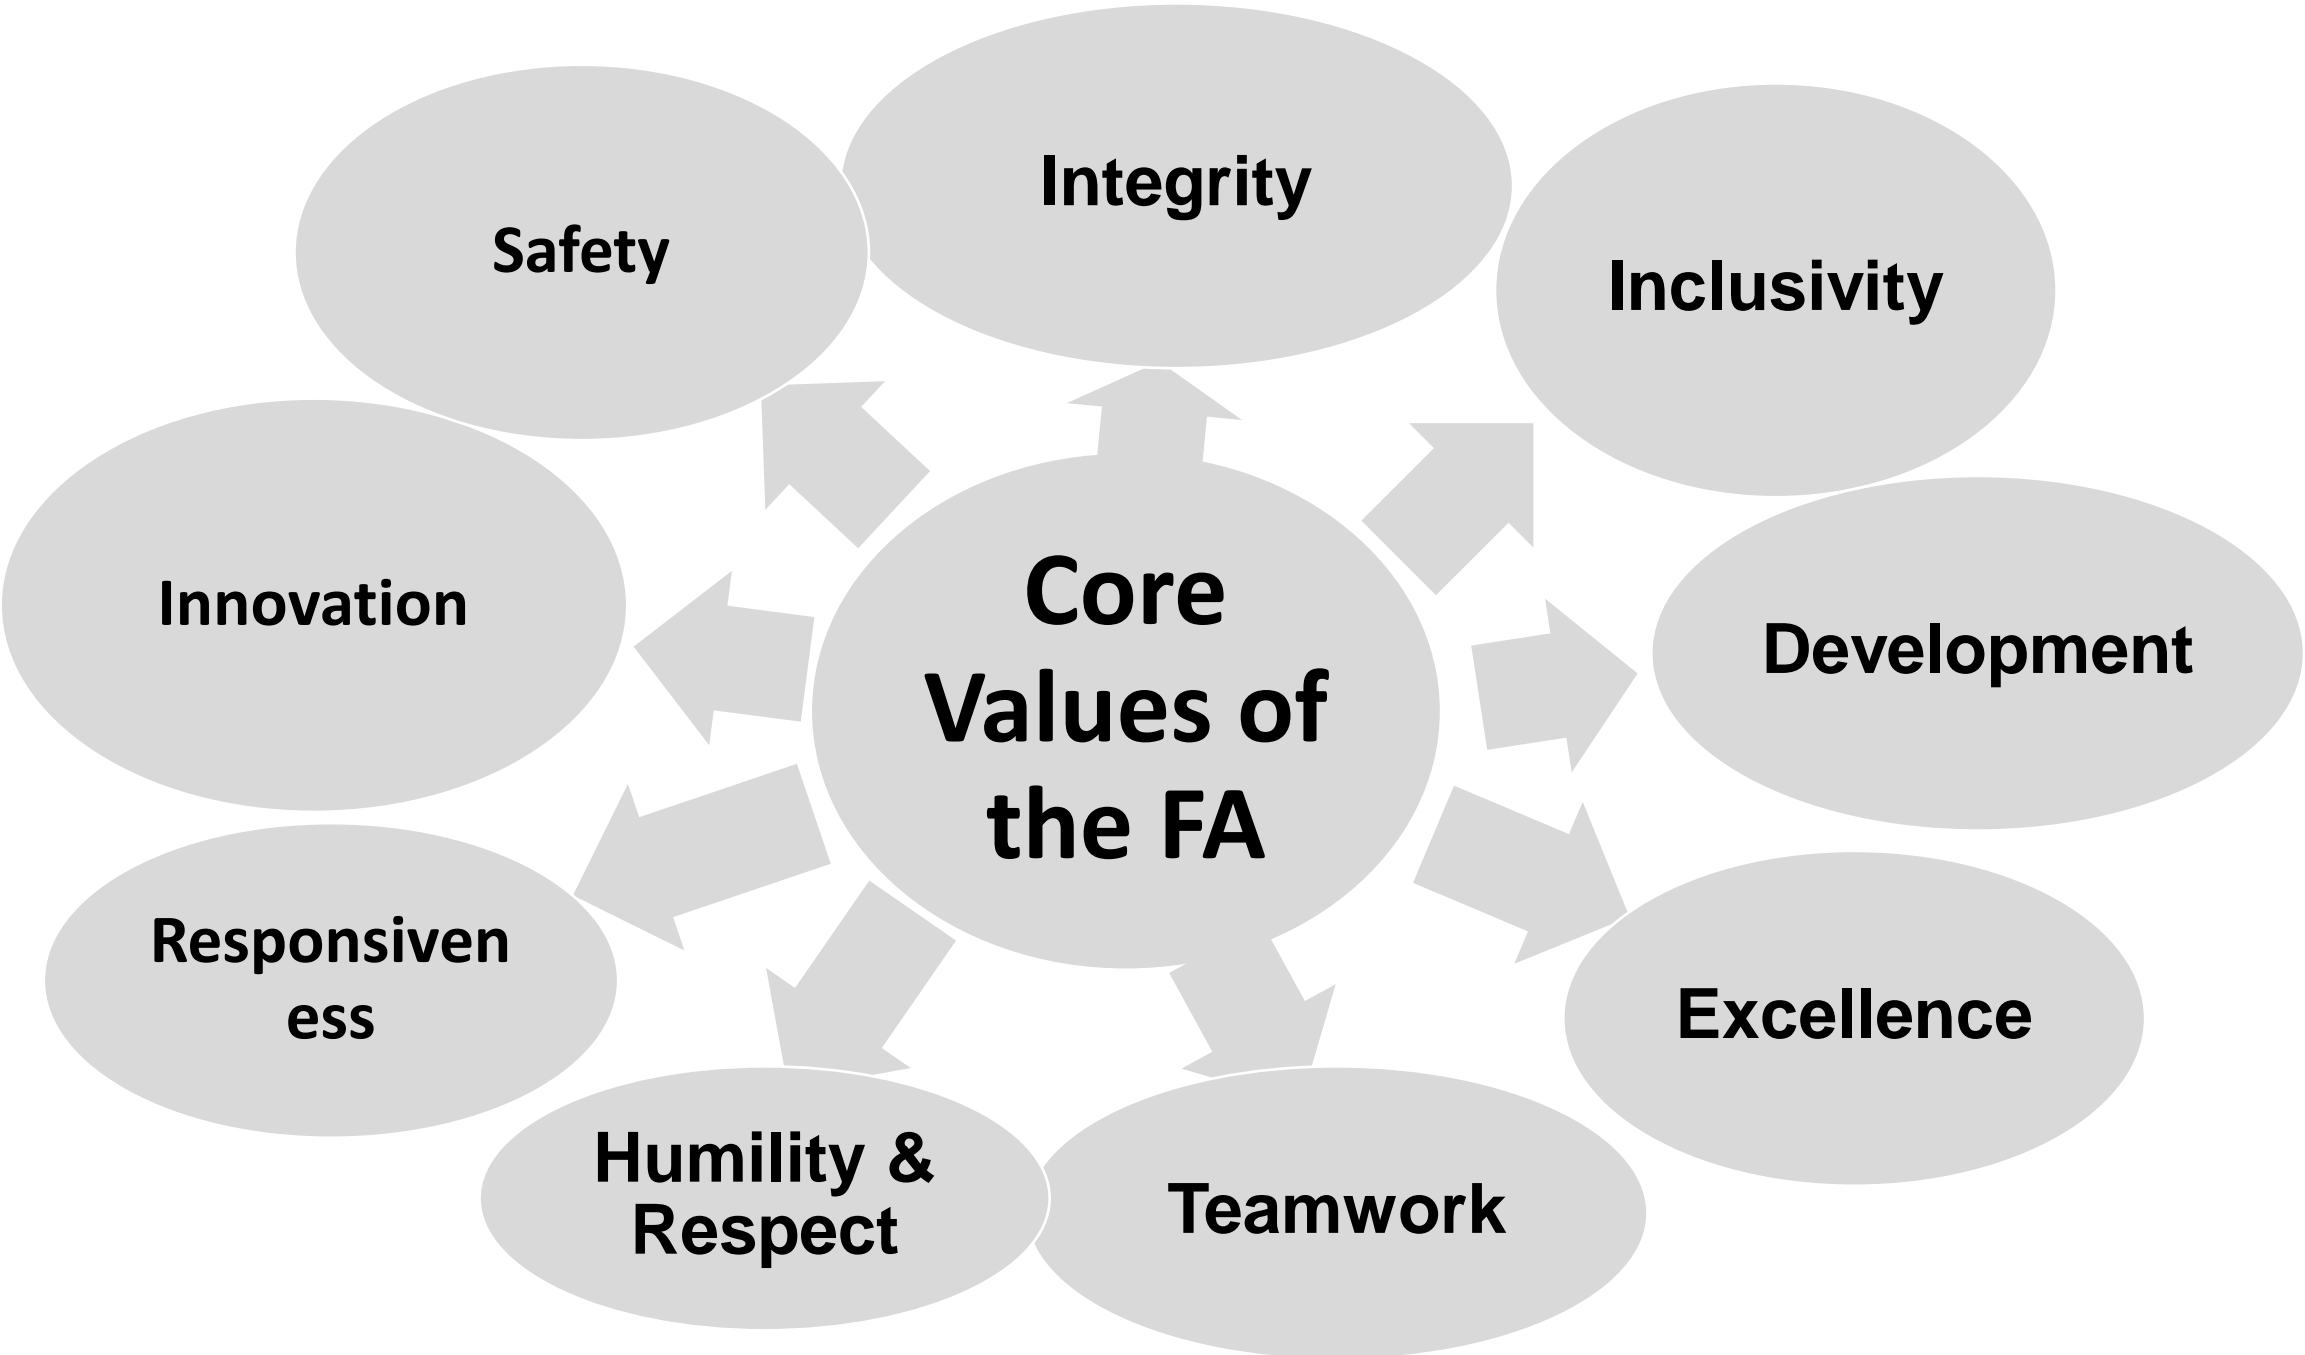 Integrity
Safety
Inclusivity
Innovation
Core
Values of
the FA
Development
Responsiven
ess
Excellence
Humility &
Respect
Teamwork